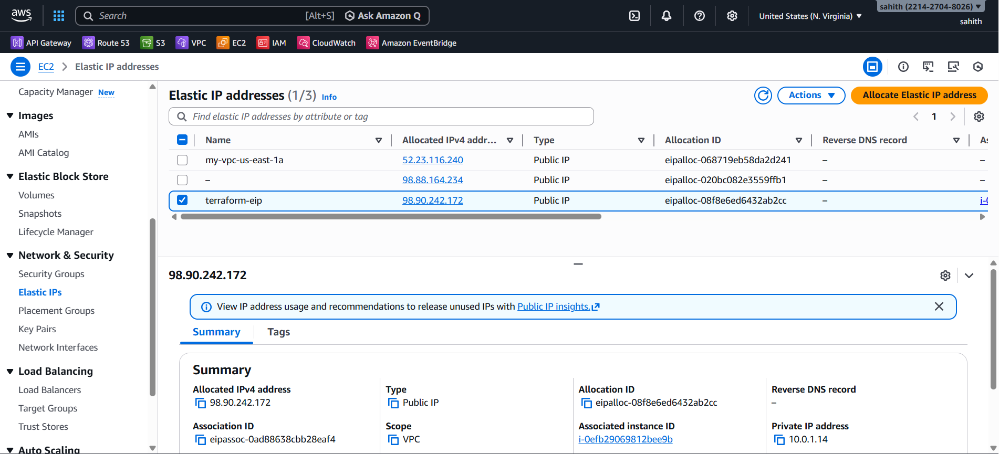 aws
Search [Alt+S] Ask Amazon Q
United States (N. Virginia) ▼
sahith (2214-2704-8026) ▼
sahith
API Gateway Route 53 S3 VPC EC2 IAM CloudWatch Amazon EventBridge
EC2 > Elastic IP addresses
Capacity Manager New
Images
AMIs
AMI Catalog
Elastic Block Store
Volumes
Snapshots
Lifecycle Manager
Network & Security
Security Groups
Elastic IPs
Placement Groups
Key Pairs
Network Interfaces
Load Balancing
Load Balancers
Target Groups
Trust Stores
Auto Scaling
Elastic IP addresses (1/3) Info
Actions ▼ Allocate Elastic IP address
Find elastic IP addresses by attribute or tag
1
Name Allocated IPv4 addr... Type Allocation ID Reverse DNS record
my-vpc-us-east-1a 52.23.116.240 Public IP eipalloc-068719eb58da2d241 – –
– 98.88.164.234 Public IP eipalloc-020bc082e3559ffb1 – –
terraform-eip 98.90.242.172 Public IP eipalloc-08f8e6ed6432ab2cc –
98.90.242.172
View IP address usage and recommendations to release unused IPs with Public IP insights.
Summary Tags
Summary
Allocated IPv4 address Type Allocation ID Reverse DNS record
98.90.242.172 Public IP eipalloc-08f8e6ed6432ab2cc –
Association ID Scope Associated instance ID Private IP address
eipassoc-0ad88638cbb28eaf4 VPC i-0efb29069812bee9b 10.0.1.14